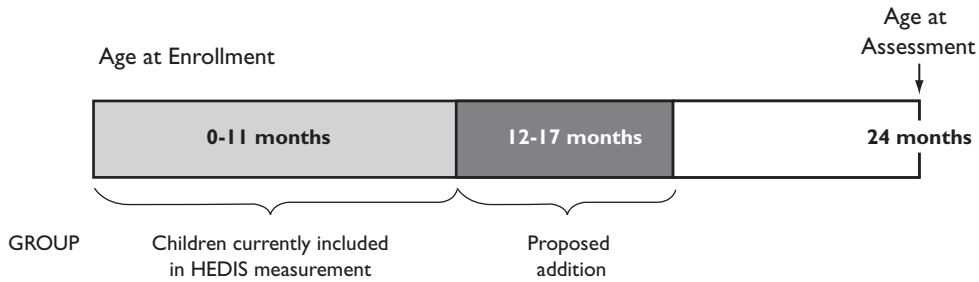 Age at
Assessment
Age at Enrollment
0-11 months
12-17 months
24 months
GROUP
Children currently included
in HEDIS measurement
Proposed
addition